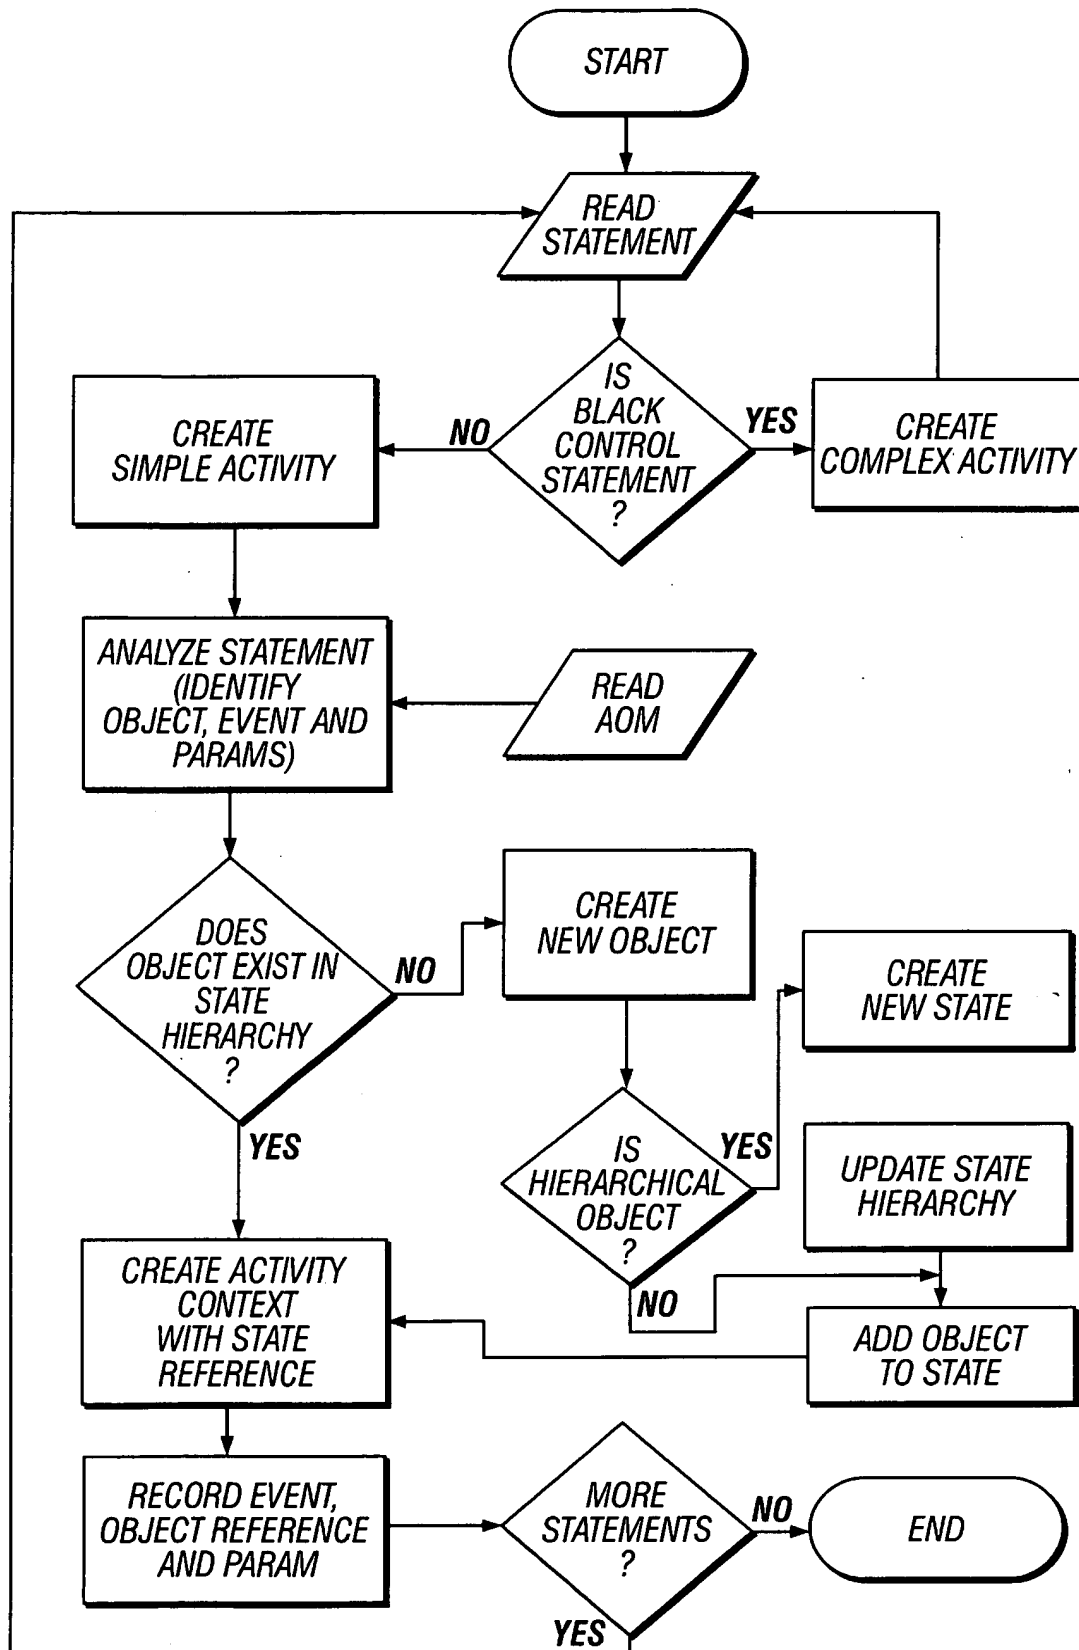 START
READ
STATEMENT
IS
BLACK
CONTROL
STATEMENT
?
NO
YES
CREATE
SIMPLE ACTIVITY
CREATE
COMPLEX ACTIVITY
ANALYZE STATEMENT
(IDENTIFY
OBJECT, EVENT AND
PARAMS)
READ
AOM
DOES
OBJECT EXIST IN
STATE
HIERARCHY
?
NO
YES
CREATE
NEW OBJECT
CREATE
NEW STATE
IS
HIERARCHICAL
OBJECT
?
YES
NO
UPDATE STATE
HIERARCHY
ADD OBJECT
TO STATE
CREATE ACTIVITY
CONTEXT
WITH STATE
REFERENCE
RECORD EVENT,
OBJECT REFERENCE
AND PARAM
MORE
STATEMENTS
?
NO
YES
END